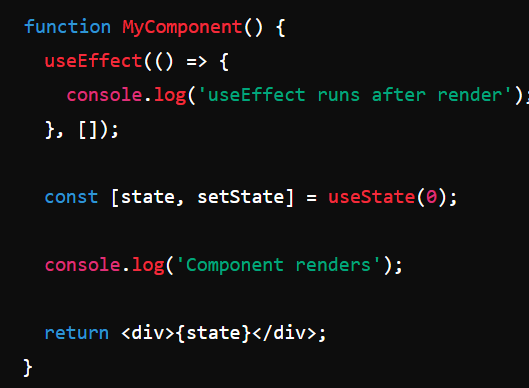 function MyComponent() {
  useEffect(() => {
    console.log('useEffect runs after render');
  }, []);

  const [state, setState] = useState(0);

  console.log('Component renders');

  return <div>{state}</div>;
}